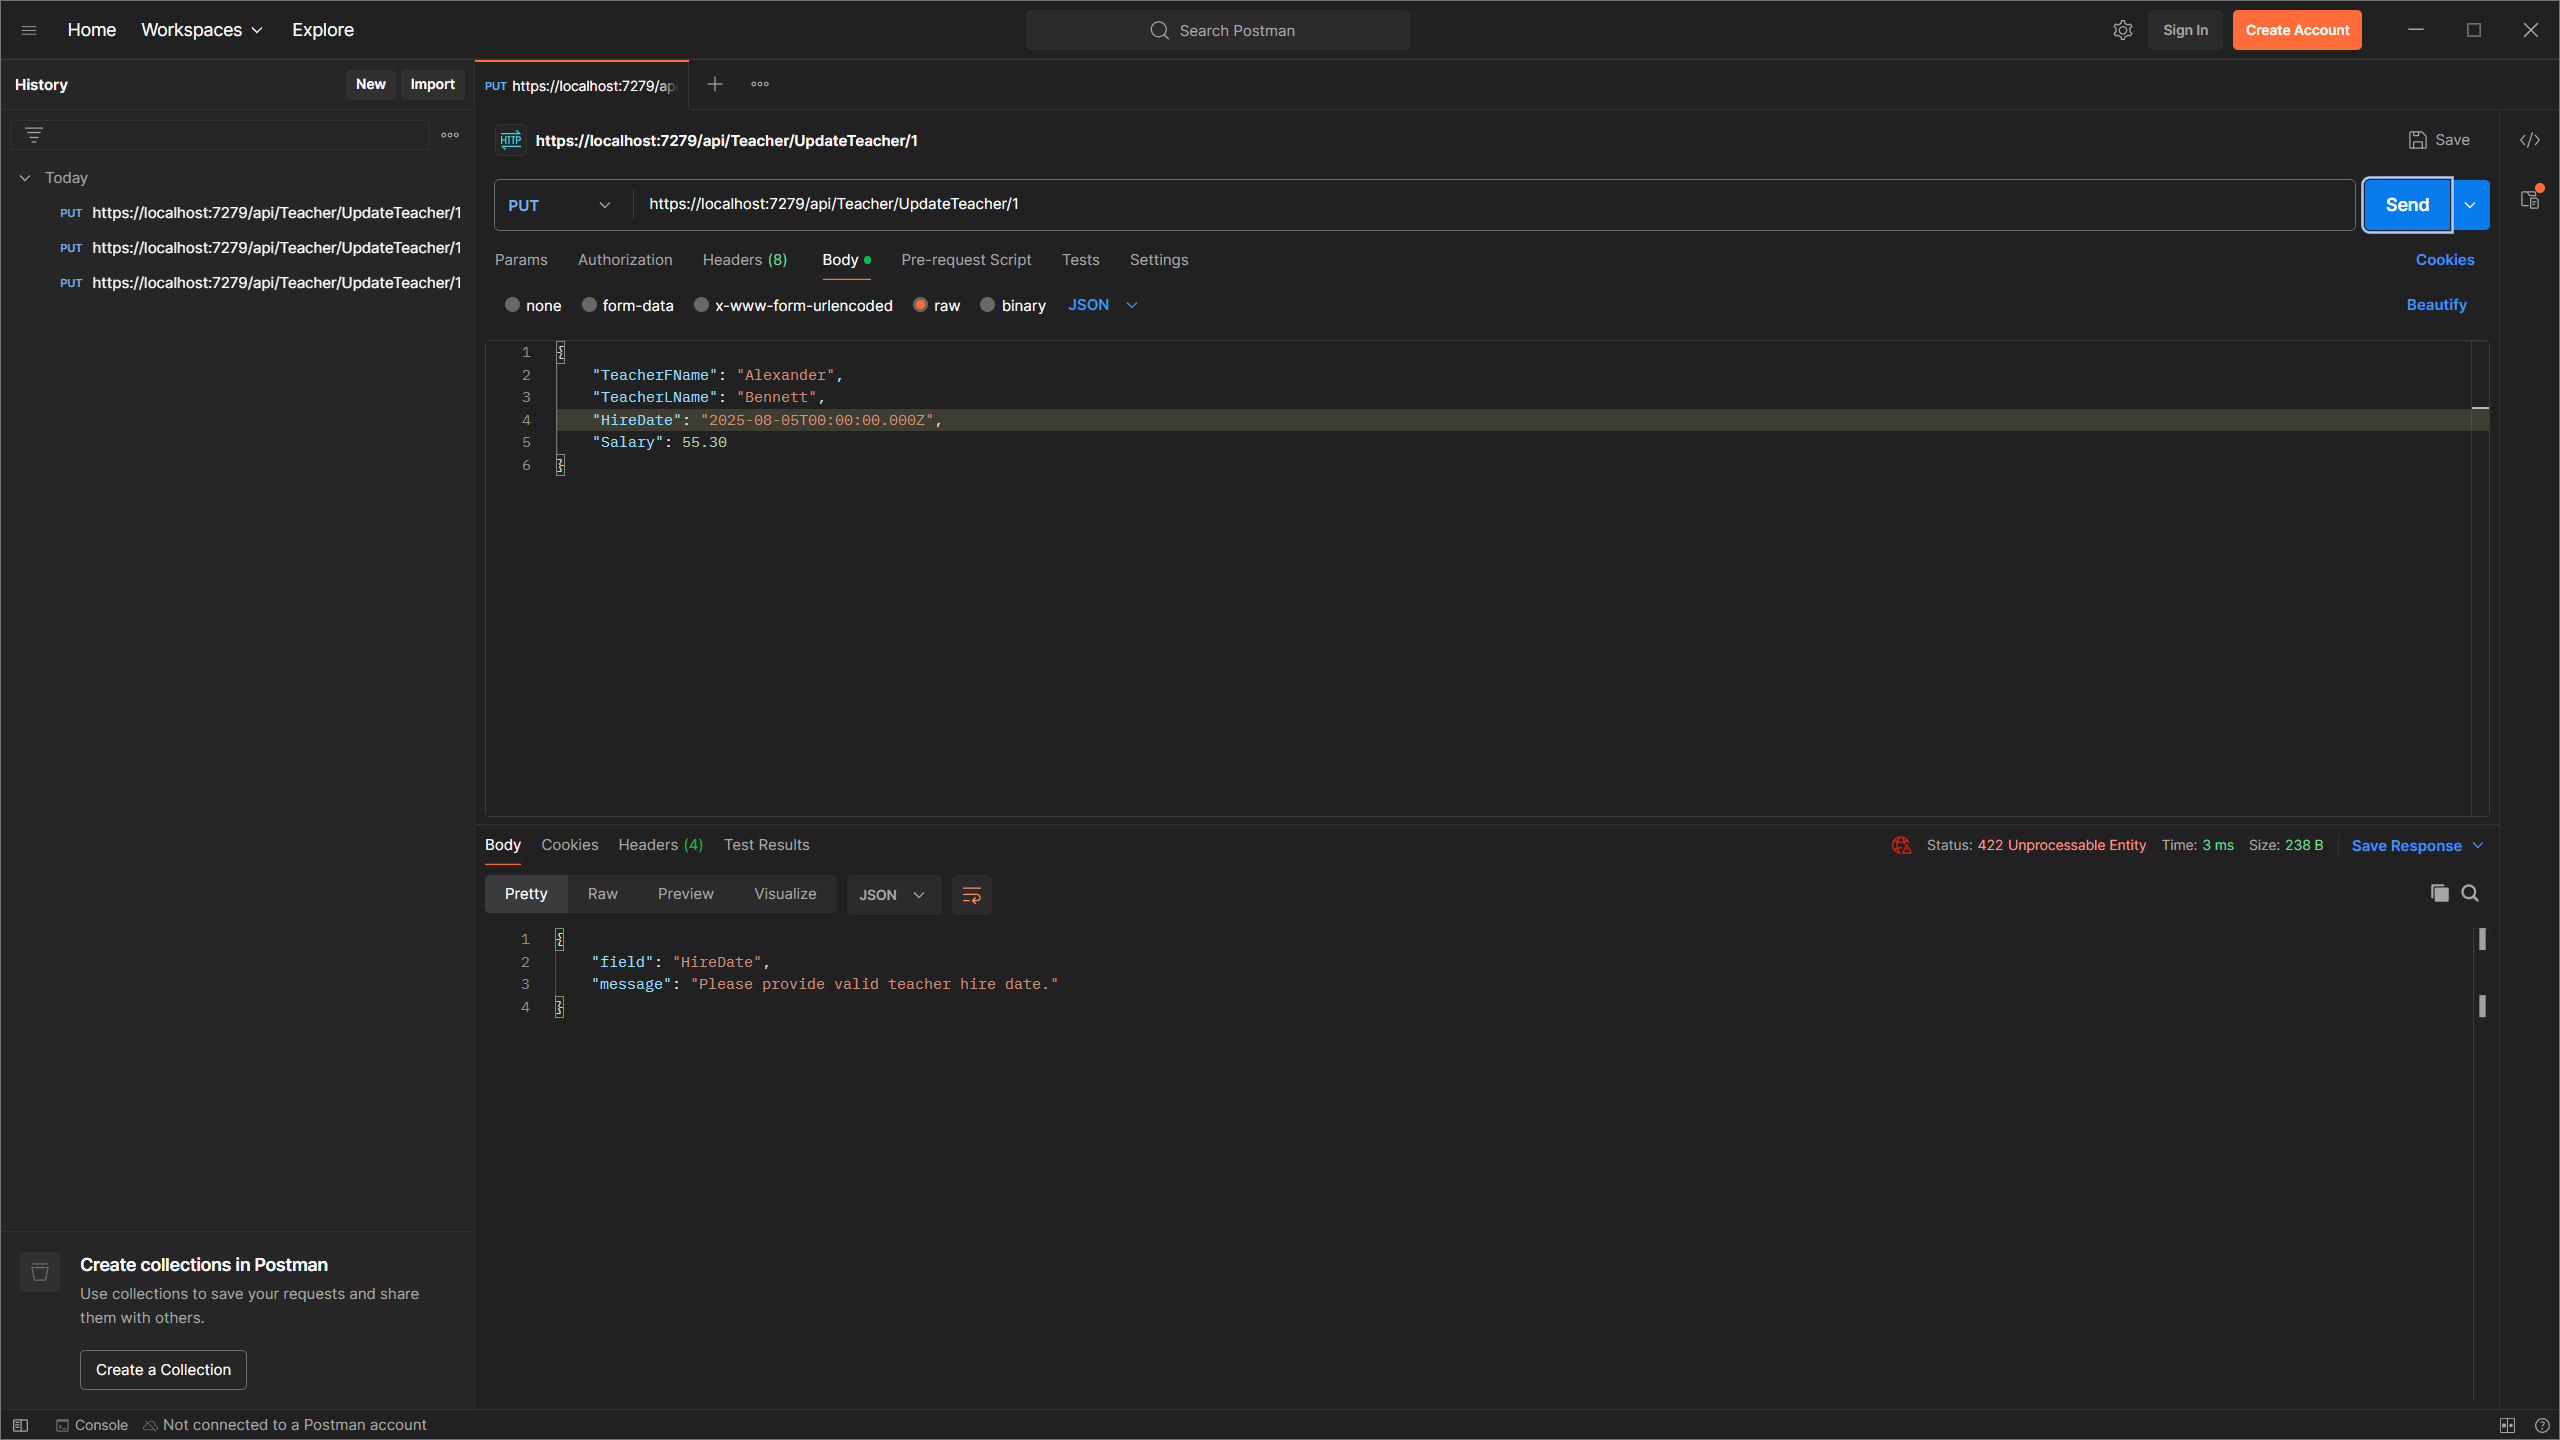 Home
Workspaces
Explore
Search Postman
Sign In
Create Account
History
New
Import
PUT https://localhost:7279/api
Today
PUT https://localhost:7279/api/Teacher/UpdateTeacher/1
PUT https://localhost:7279/api/Teacher/UpdateTeacher/1
PUT https://localhost:7279/api/Teacher/UpdateTeacher/1
HTTP https://localhost:7279/api/Teacher/UpdateTeacher/1
Save
PUT
https://localhost:7279/api/Teacher/UpdateTeacher/1
Send
Params
Authorization
Headers (8)
Body
Pre-request Script
Tests
Settings
Cookies
none
form-data
x-www-form-urlencoded
raw
binary
JSON
Beautify
1 {
2 "TeacherFName": "Alexander",
3 "TeacherLName": "Bennett",
4 "HireDate": "2025-08-05T00:00:00.000Z",
5 "Salary": 55.30
6 }
Body
Cookies
Headers (4)
Test Results
Status: 422 Unprocessable Entity
Time: 3 ms
Size: 238 B
Save Response
Pretty
Raw
Preview
Visualize
JSON
1 {
2 "field": "HireDate",
3 "message": "Please provide valid teacher hire date."
4 }
Create collections in Postman
Use collections to save your requests and share
them with others.
Create a Collection
Console
Not connected to a Postman account